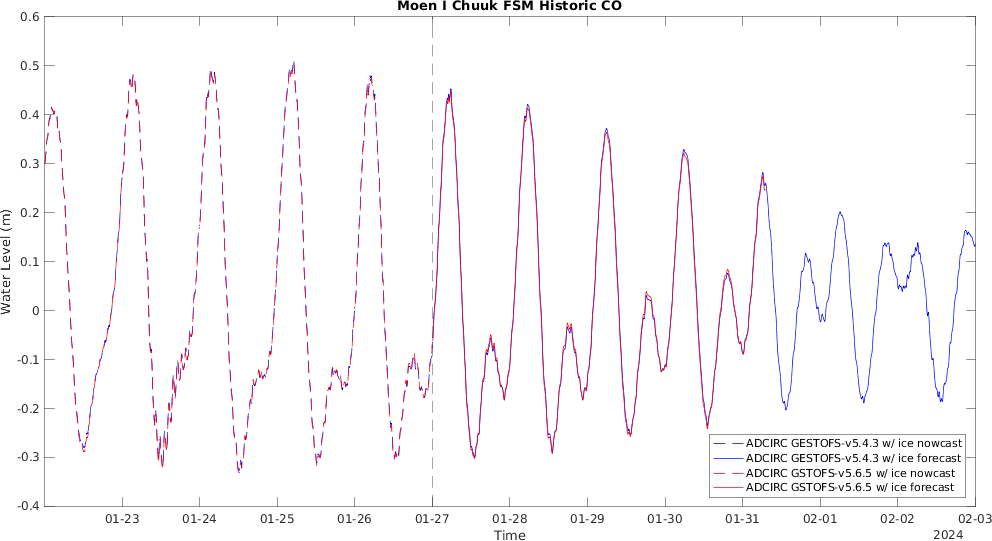 Moen I Chuuk FSM Historic CO
0.6
0.5
0.4
0.3
0.2
0.1
0
-0.1
-0.2
-0.3
-0.4
Water Level (m)
ADCIRC GESTOFS-v5.4.3 w/ ice nowcast
ADCIRC GESTOFS-v5.4.3 w/ ice forecast
ADCIRC GSTOFS-v5.6.5 w/ ice nowcast
ADCIRC GSTOFS-v5.6.5 w/ ice forecast
01-23 01-24 01-25 01-26 01-27 01-28 01-29 01-30 01-31 02-01 02-02 02-03
Time
2024